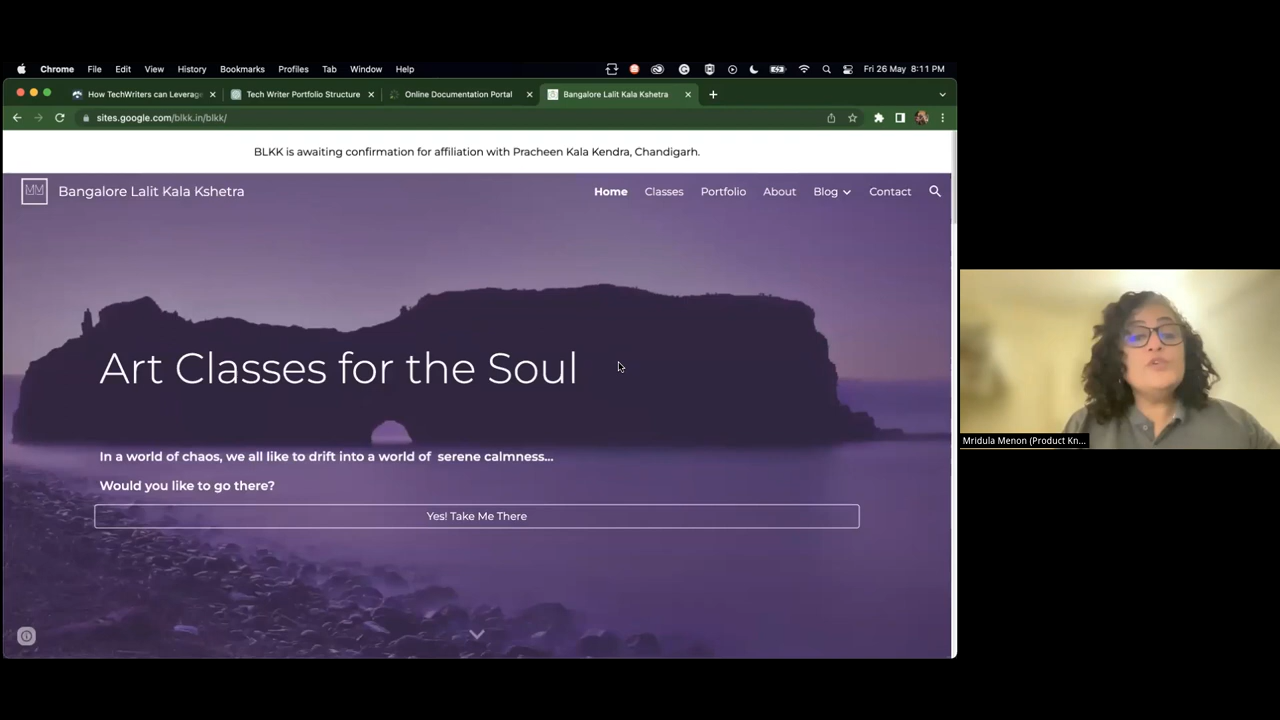 Chrome File Edit View History Bookmarks Profiles Tab Window Help Fri 26 May 8:11 PM
How TechWriters can Leverage Tech Writer Portfolio Structure Online Documentation Portal Bangalore Lalit Kala Kshetra
sites.google.com/blkk.in/blkk/
BLKK is awaiting confirmation for affiliation with Pracheen Kala Kendra, Chandigarh.
MM Bangalore Lalit Kala Kshetra Home Classes Portfolio About Blog Contact
Art Classes for the Soul
In a world of chaos, we all like to drift into a world of serene calmness...
Would you like to go there?
Yes! Take Me There
Mridula Menon (Product Kn...